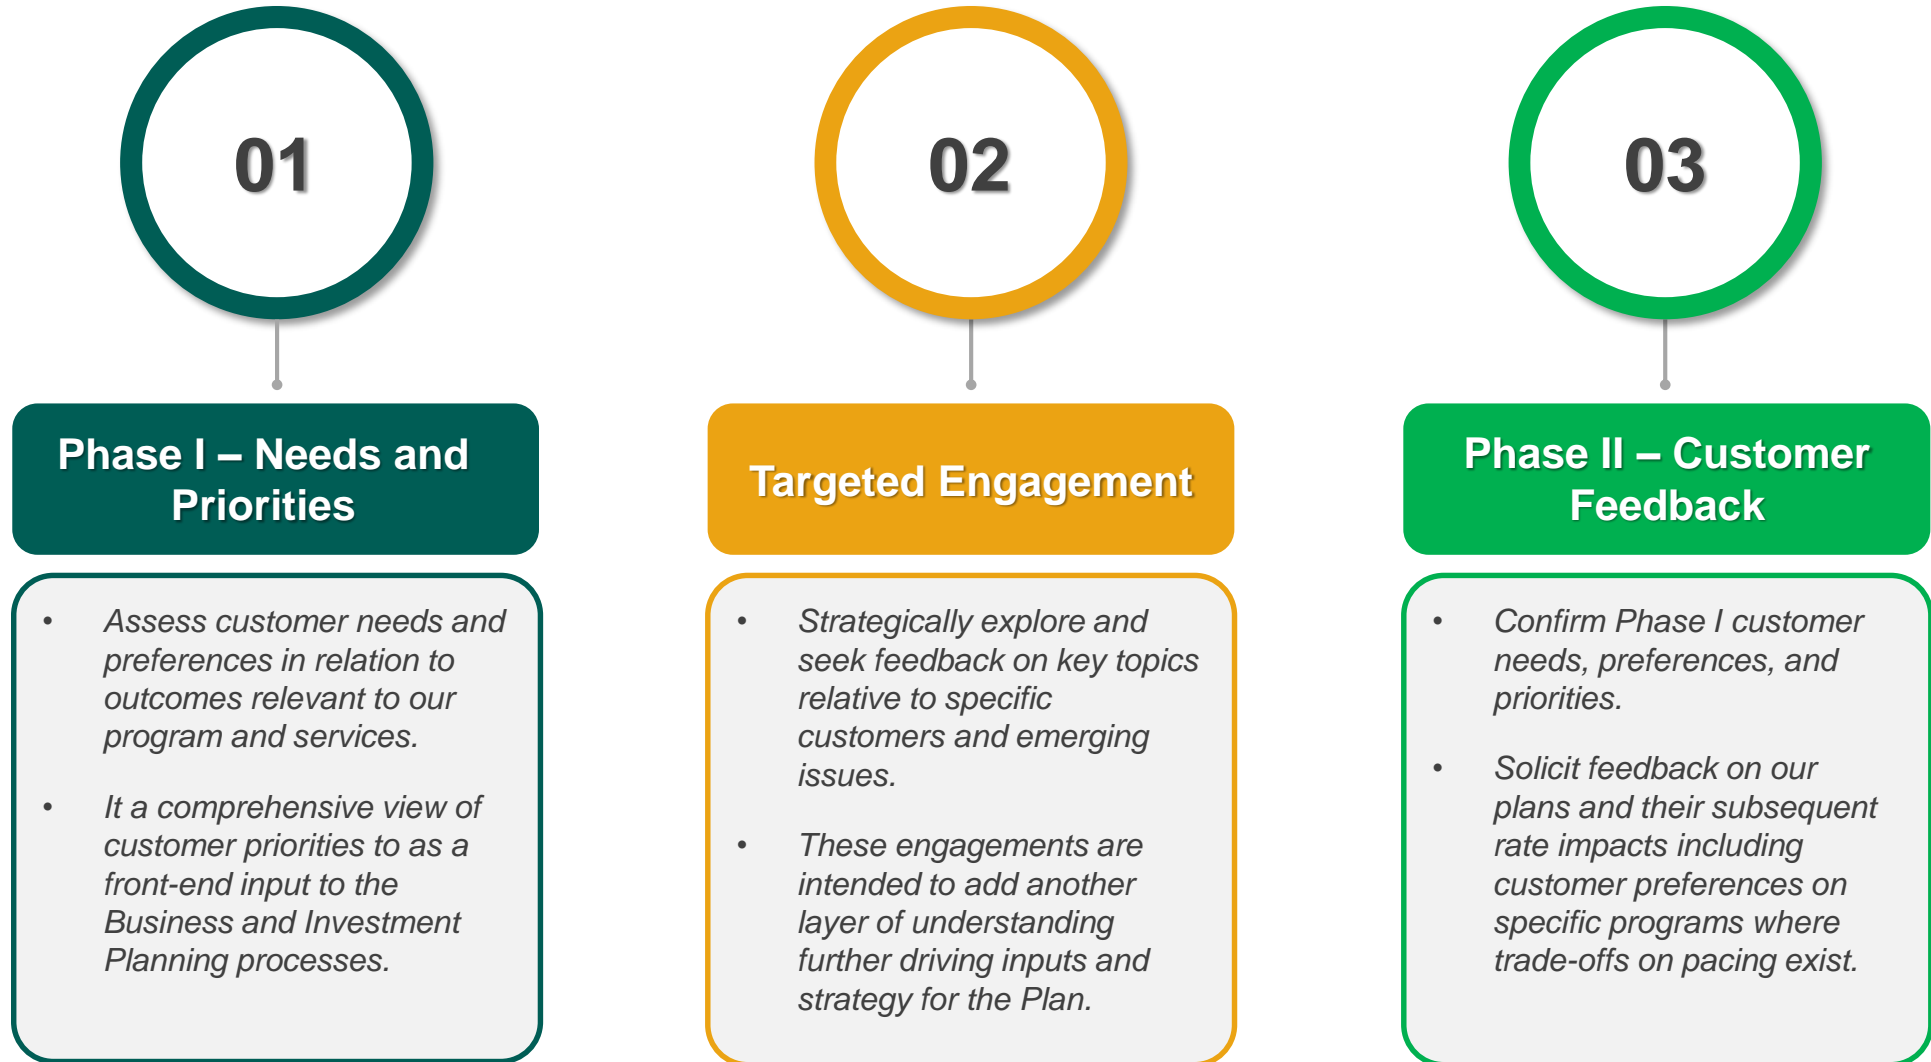 01
Phase I – Needs and
Priorities
• Assess customer needs and
preferences in relation to
outcomes relevant to our
program and services.
• It a comprehensive view of
customer priorities to as a
front-end input to the
Business and Investment
Planning processes.
02
Targeted Engagement
• Strategically explore and
seek feedback on key topics
relative to specific
customers and emerging
issues.
• These engagements are
intended to add another
layer of understanding
further driving inputs and
strategy for the Plan.
03
Phase II – Customer
Feedback
• Confirm Phase I customer
needs, preferences, and
priorities.
• Solicit feedback on our
plans and their subsequent
rate impacts including
customer preferences on
specific programs where
trade-offs on pacing exist.